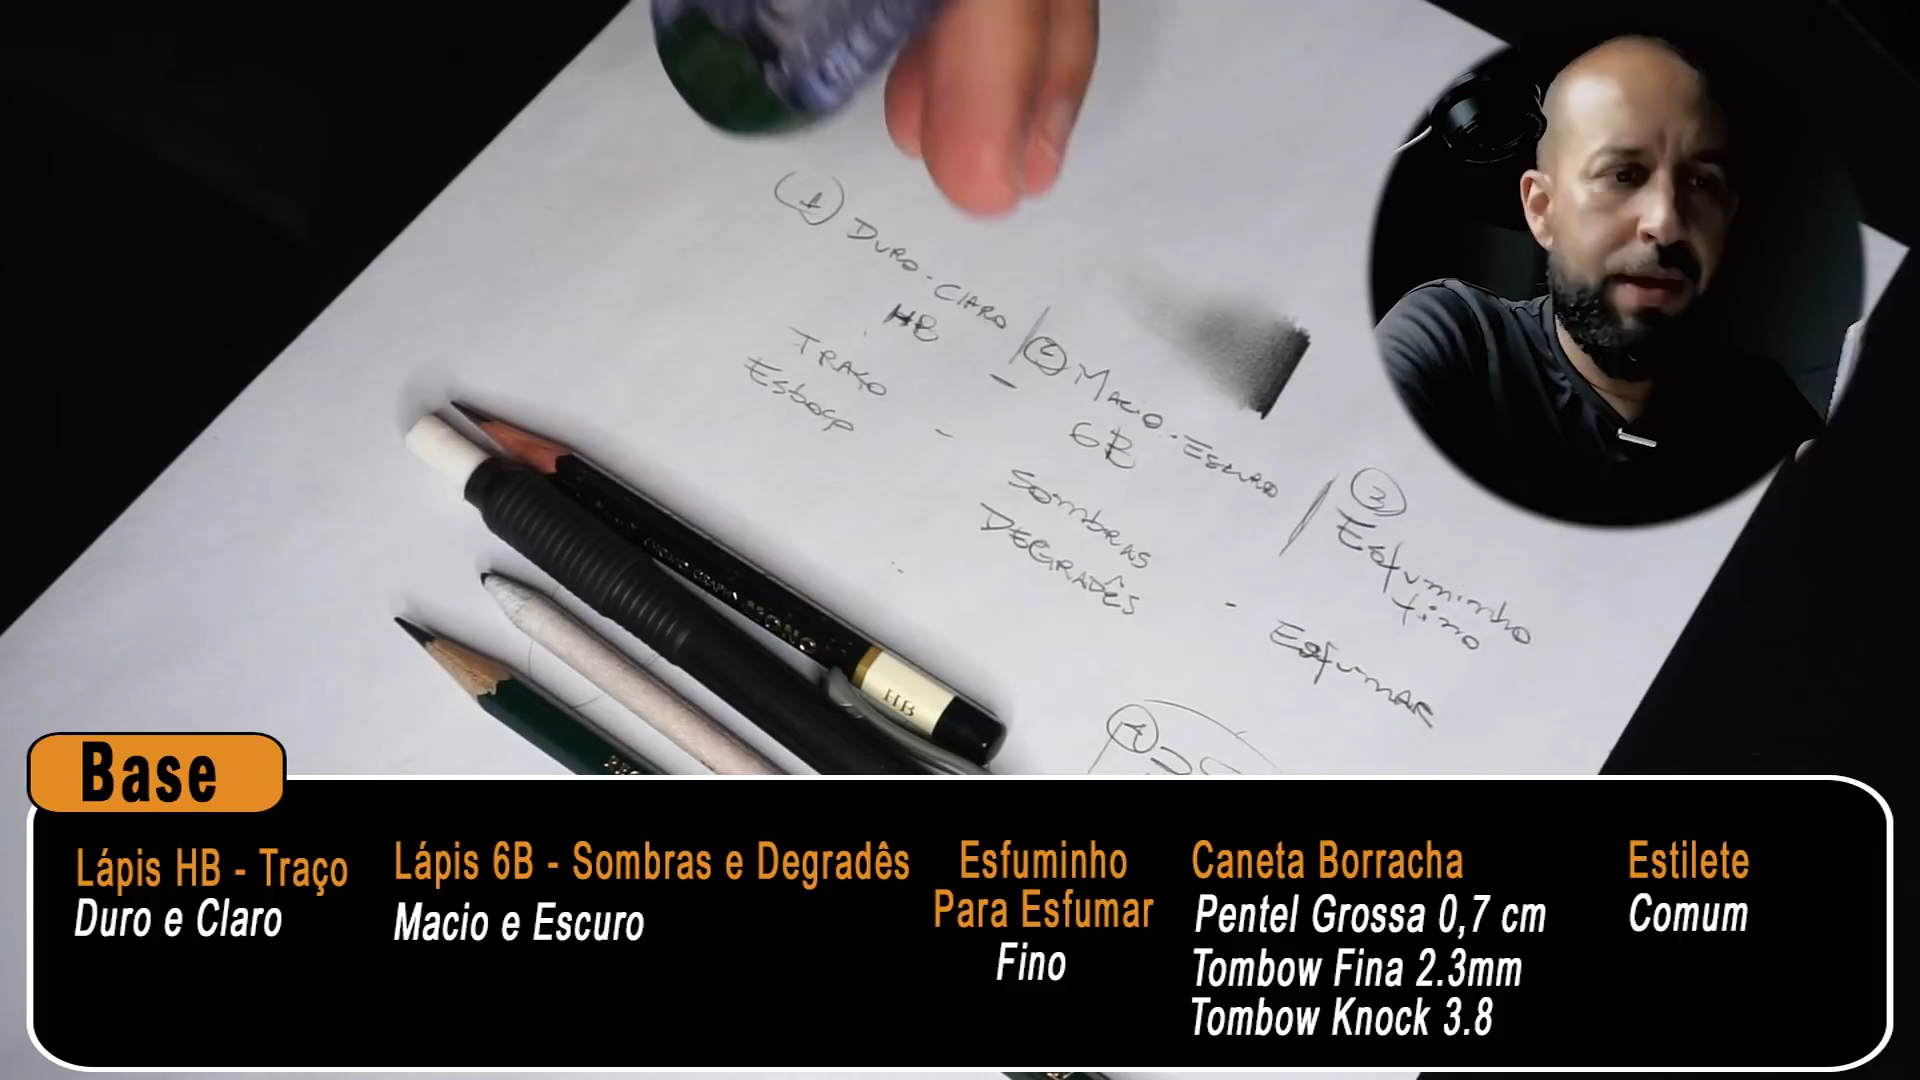 1 DURO-CLARO
HB
TRAÇO
Esboço
2 MACIO-ESCURO
6B
Sombras
DEGRADÊS
3
Esfuminho
fino
EsfumAR
4
HB
Base
Lápis HB - Traço
Duro e Claro
Lápis 6B - Sombras e Degradês
Macio e Escuro
Esfuminho
Para Esfumar
Fino
Caneta Borracha
Pentel Grossa 0,7 cm
Tombow Fina 2.3mm
Tombow Knock 3.8
Estilete
Comum